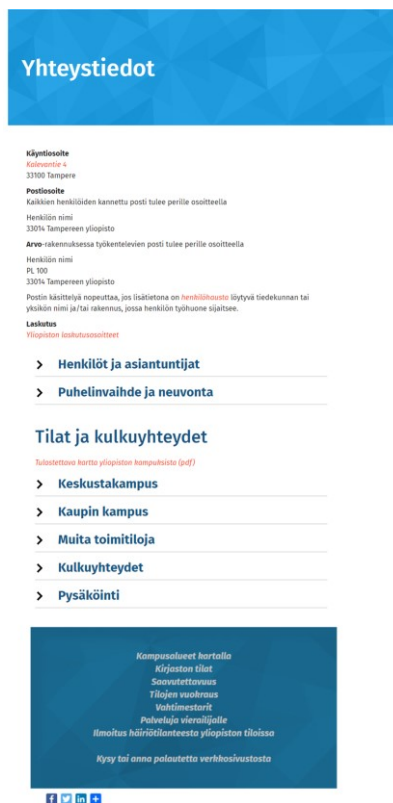 Yhteystiedot
Käyntiosoite
Kalevantie 4
33100 Tampere
Postiosoite
Kaikkien henkilöiden kannettu posti tulee perille osoitteella
Henkilön nimi
33014 Tampereen yliopisto
Arvo-rakennuksessa työkentelevien posti tulee perille osoitteella
Henkilön nimi
PL 100
33014 Tampereen yliopisto
Postin käsittelyä nopeuttaa, jos lisätietona on henkilöhausta löytyvä tiedekunnan tai
yksikön nimi ja/tai rakennus, jossa henkilön työhuone sijaitsee.
Laskutus
Yliopiston laskutusosoitteet
Henkilöt ja asiantuntijat
Puhelinvaihde ja neuvonta
Tilat ja kulkuyhteydet
Tulostettava kartta yliopiston kampuksista (pdf)
Keskustakampus
Kaupin kampus
Muita toimitiloja
Kulkuyhteydet
Pysäköinti
Kampusalueet kartalla
Kirjaston tilat
Saavutettavuus
Tilojen vuokraus
Vahtimestarit
Palveluja vierailijalle
Ilmoitus häiriötilanteesta yliopiston tiloissa
Kysy tai anna palautetta verkkosivustosta